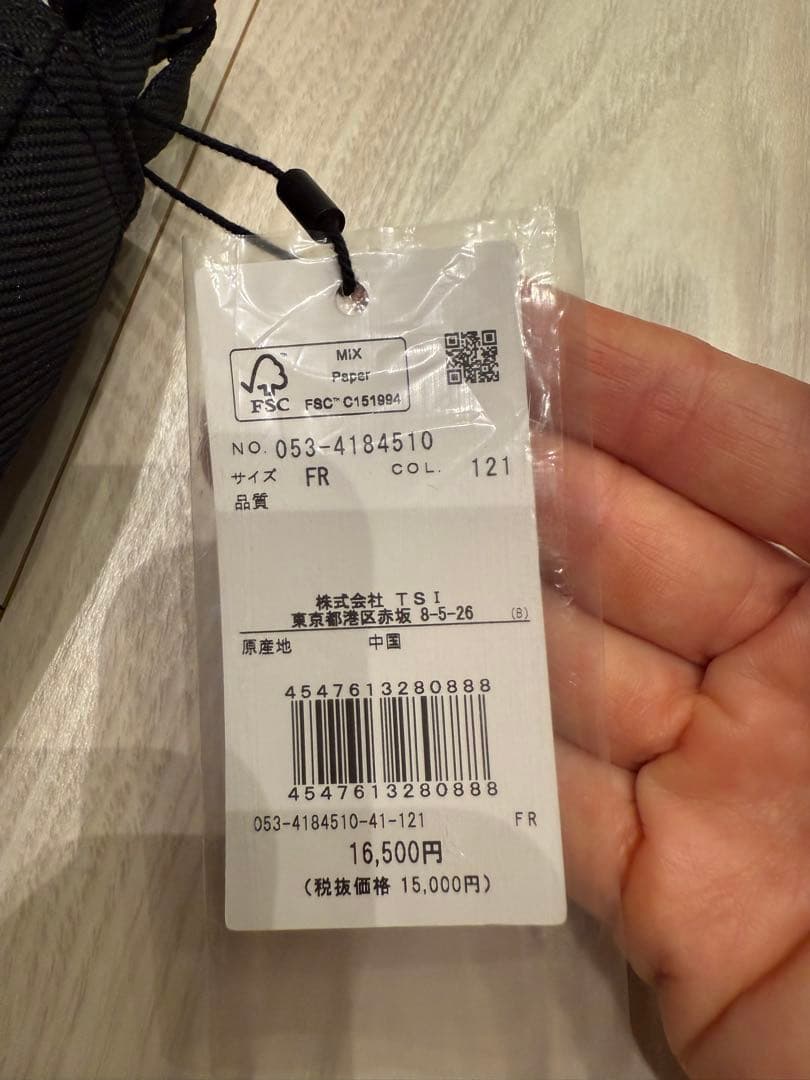 MIX
Paper
FSC™ C151994
FSC
NO. 053-4184510
サイズ FR COL. 121
品質
株式会社 TSI
東京都港区赤坂 8-5-26 (B)
原産地 中国
4547613280888
4547613280888
053-4184510-41-121 FR
16,500円
(税抜価格 15,000円)